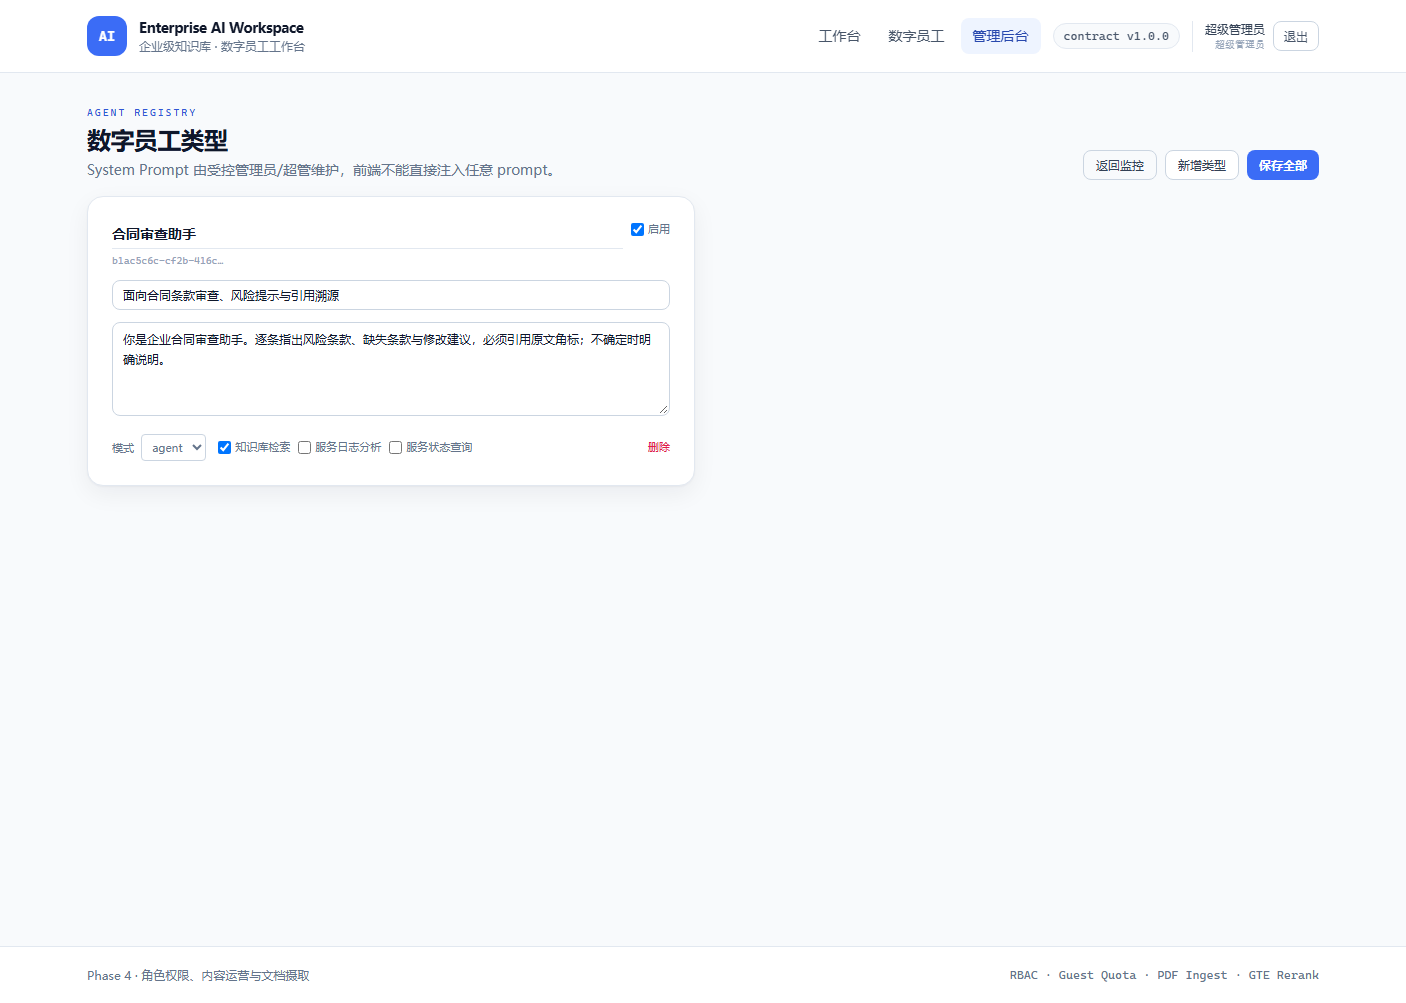 AI
Enterprise AI Workspace
企业级知识库 · 数字员工工作台
工作台
数字员工
管理后台
contract v1.0.0
超级管理员
超级管理员
退出
AGENT REGISTRY
数字员工类型
System Prompt 由受控管理员/超管维护，前端不能直接注入任意 prompt。
返回监控
新增类型
保存全部
合同审查助手
启用
b1ac5c6c-cf2b-416c…
面向合同条款审查、风险提示与引用溯源
你是企业合同审查助手。逐条指出风险条款、缺失条款与修改建议，必须引用原文角标；不确定时明
确说明。
模式
agent
知识库检索
服务日志分析
服务状态查询
删除
Phase 4 · 角色权限、内容运营与文档摄取
RBAC · Guest Quota · PDF Ingest · GTE Rerank